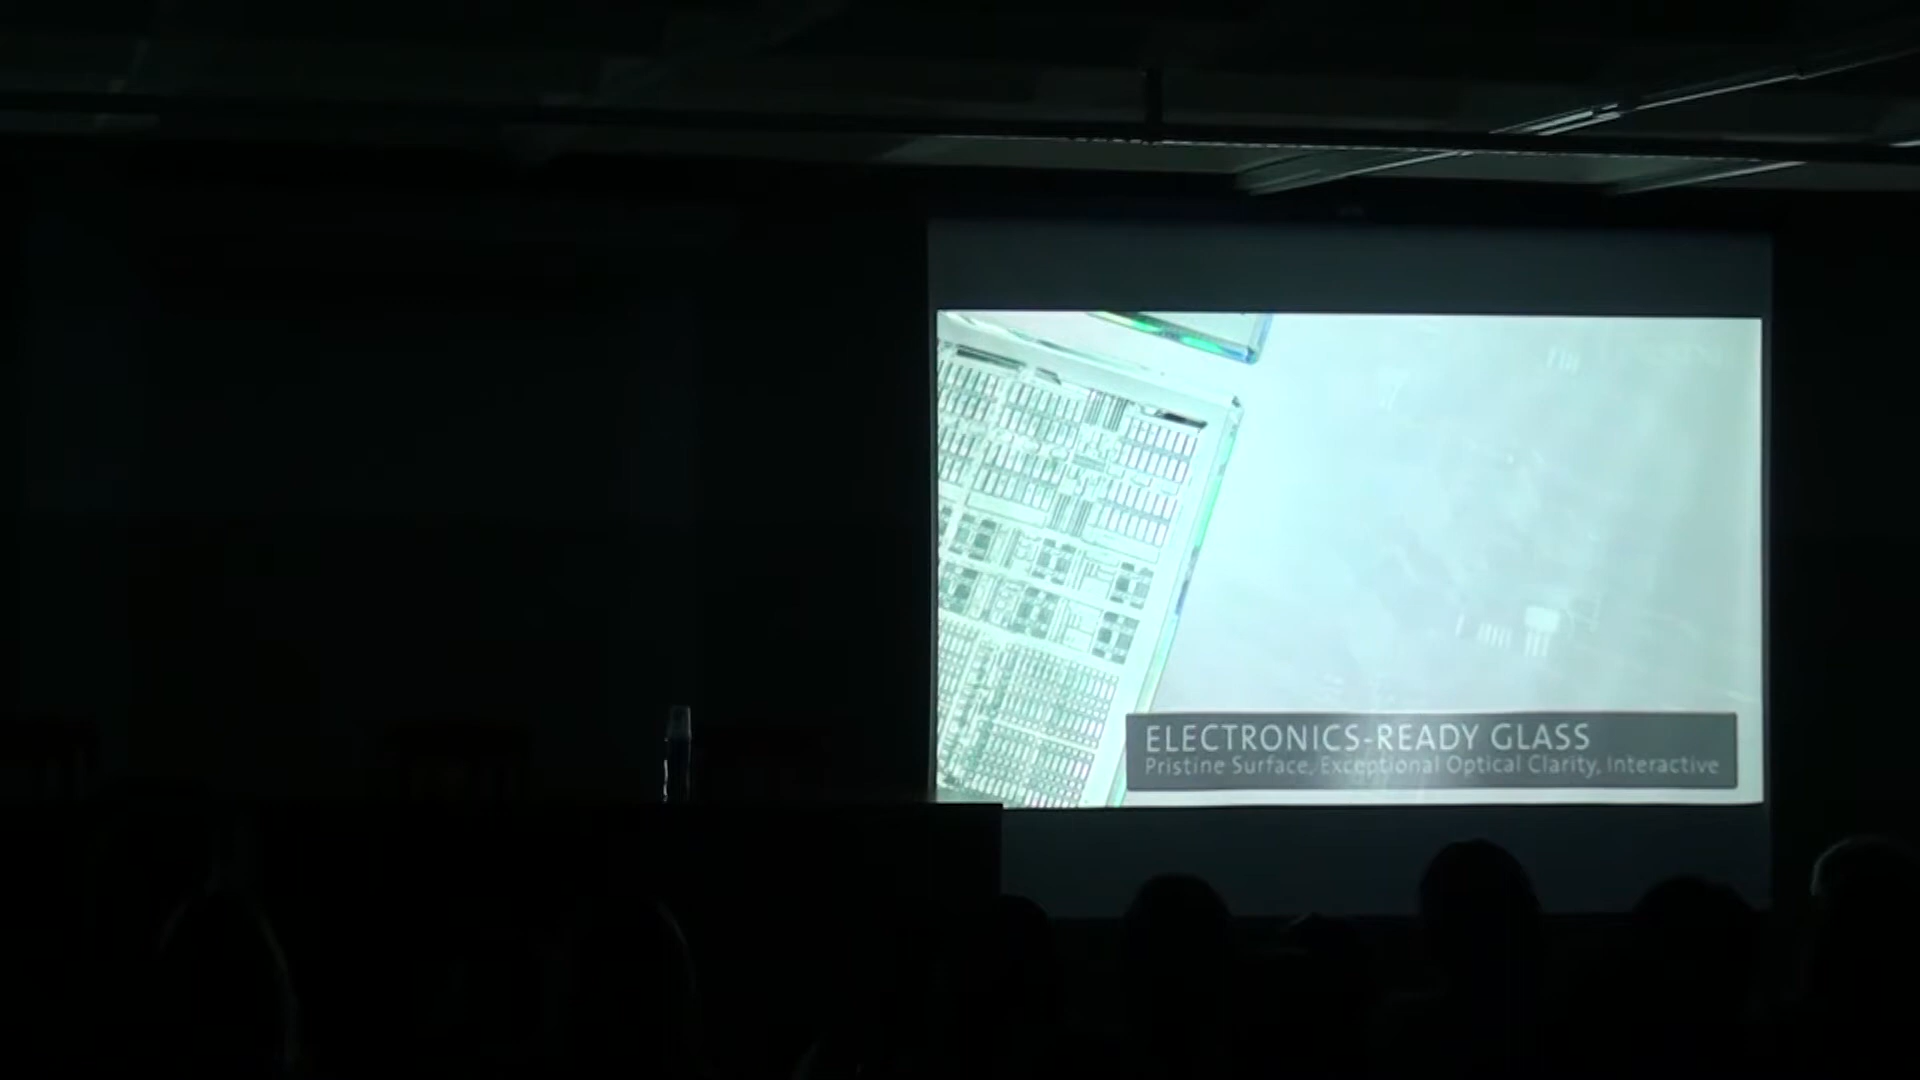 ELECTRONICS-READY GLASS
Pristine Surface, Exceptional Optical Clarity, Interactive